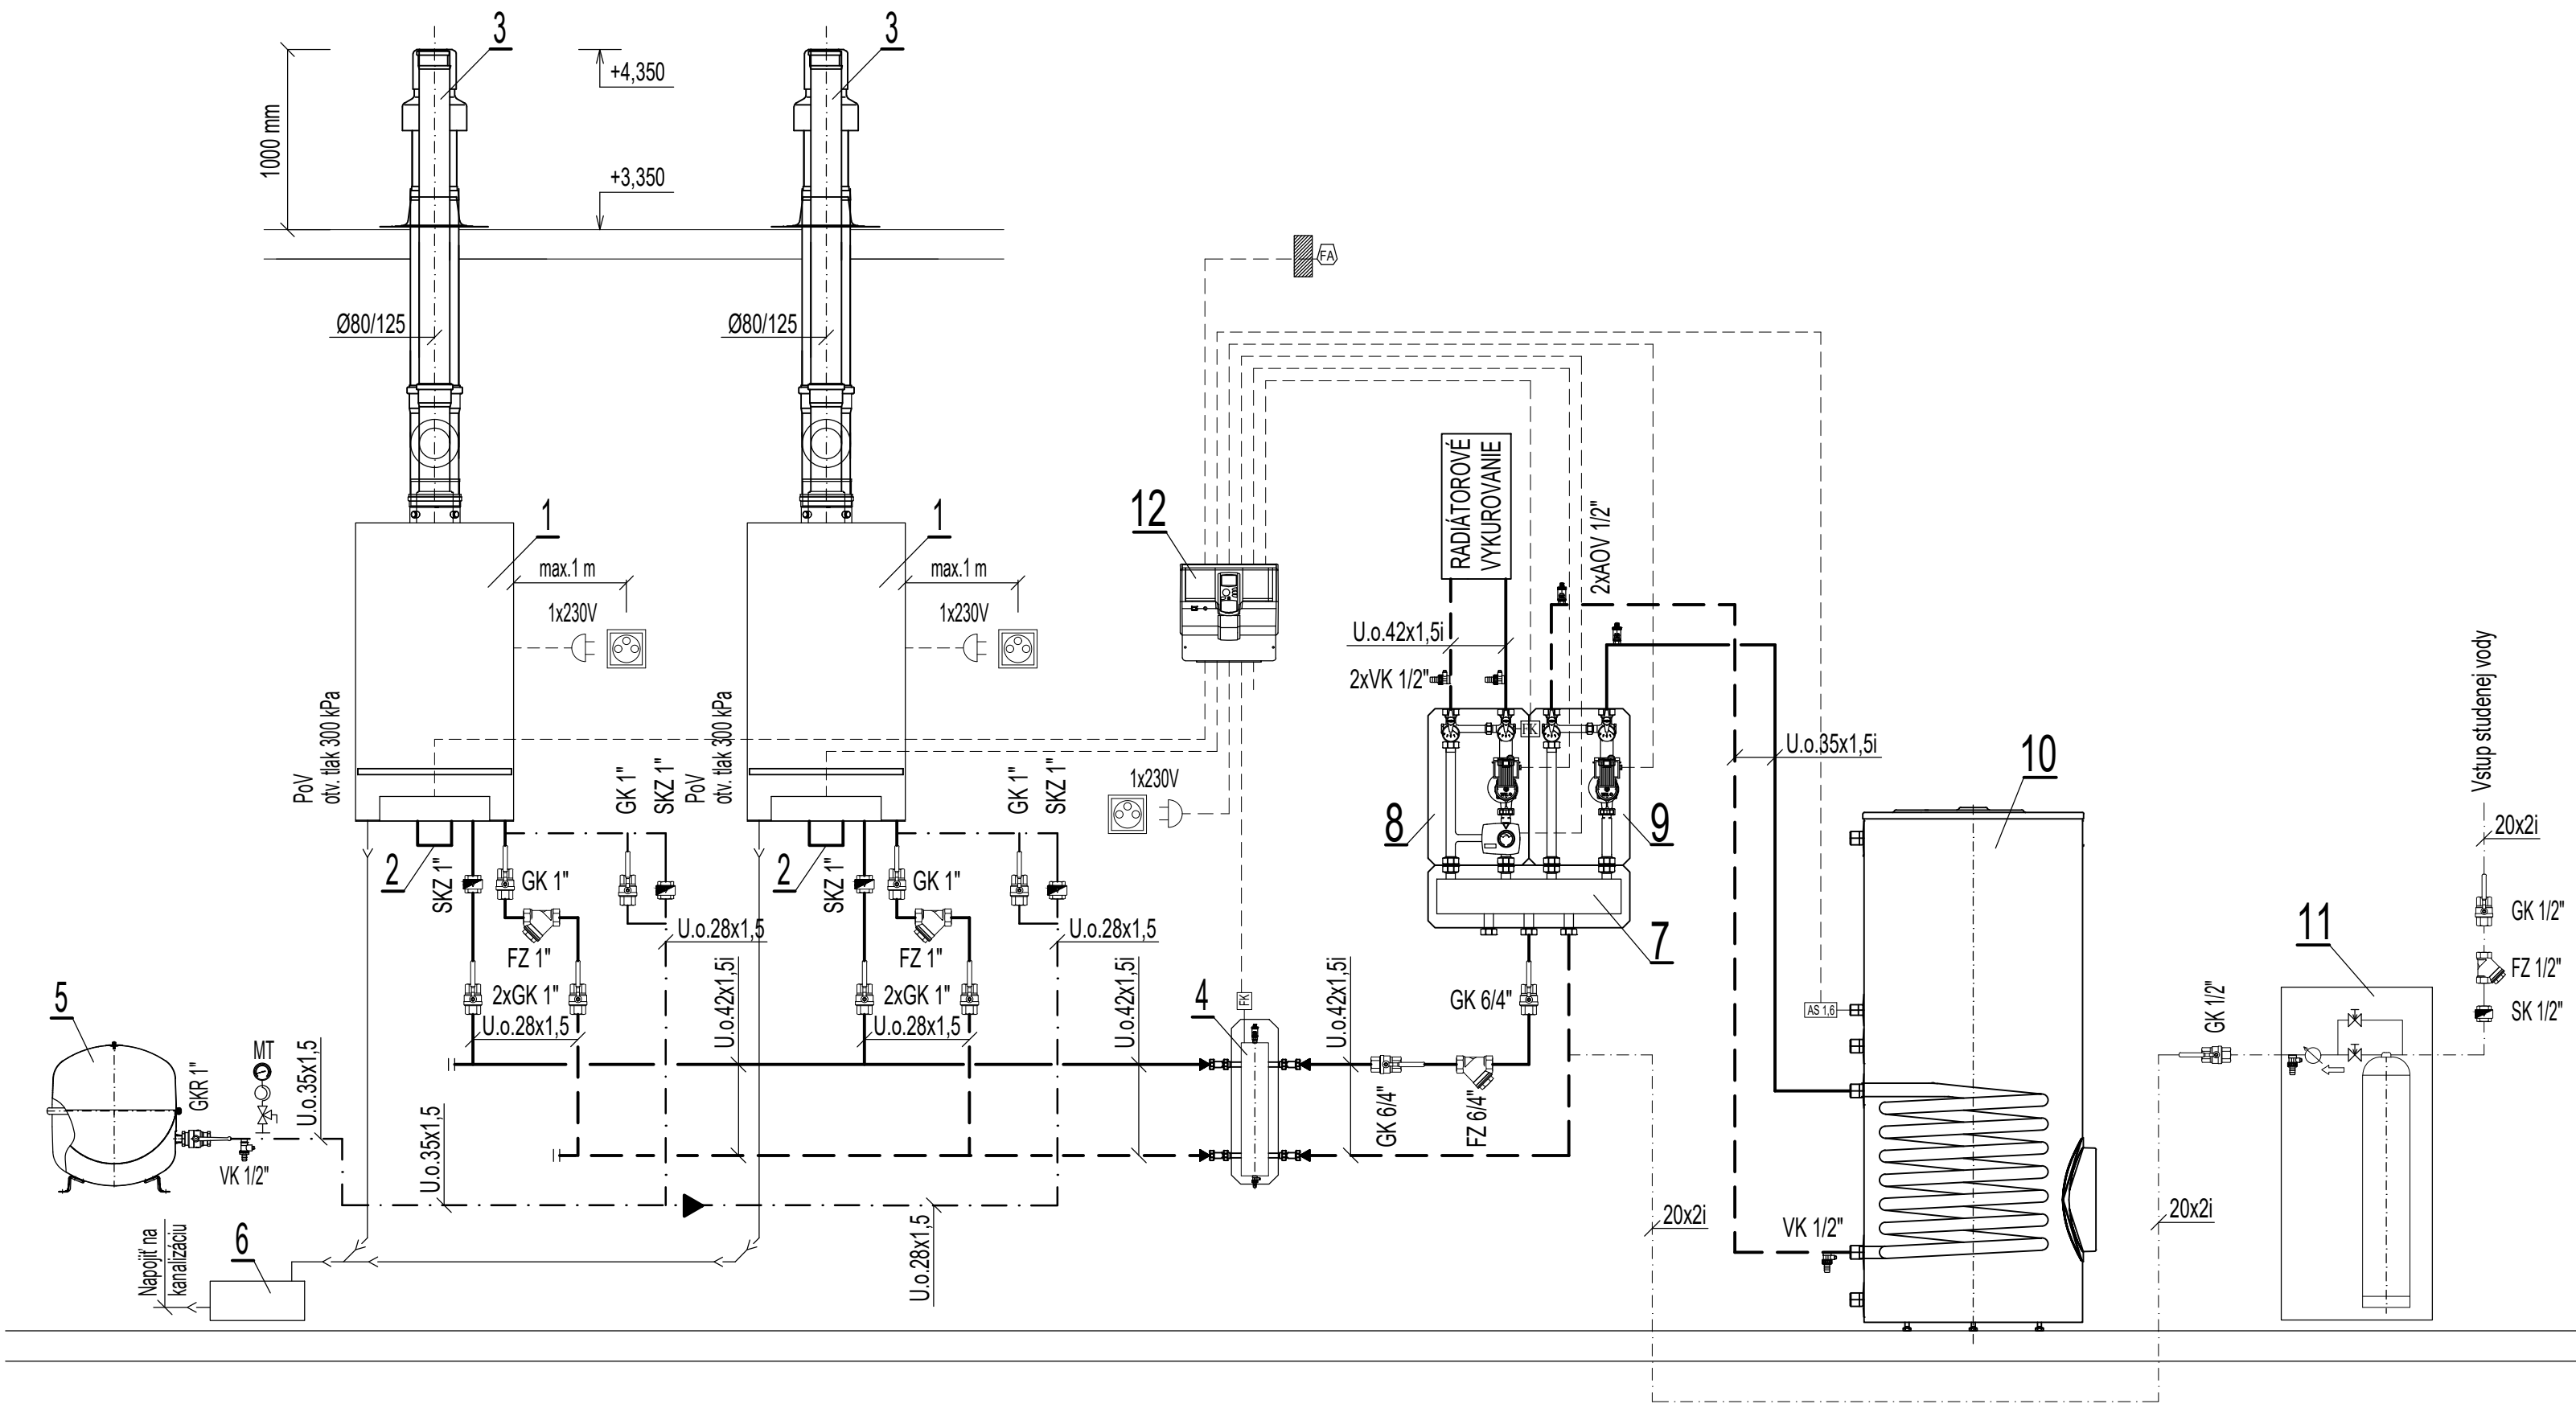 3
3
+4,350
1000 mm
+3,350
FA
Ø80/125
Ø80/125
RADIÁTOROVÉ
VYKUROVANIE
12
2xAOV 1/2"
1
1
max.1 m
max.1 m
1x230V
1x230V
U.o.42x1,5i
2xVK 1/2"
Vstup studenej vody
PoV
otv. tlak 300 kPa
PoV
otv. tlak 300 kPa
GK 1"
SKZ 1"
GK 1"
SKZ 1"
FK
U.o.35x1,5i
10
1x230V
8
9
20x2i
2
2
SKZ 1"
GK 1"
SKZ 1"
GK 1"
FZ 1"
FZ 1"
U.o.28x1,5
U.o.28x1,5
7
11
GK 1/2"
FZ 1/2"
SK 1/2"
5
2xGK 1"
2xGK 1"
U.o.28x1,5
U.o.28x1,5
U.o.42x1,5i
U.o.42x1,5i
4
FK
U.o.42x1,5i
GK 6/4"
AS 1,6
GK 1/2"
MT
GKR 1"
U.o.35x1,5
VK 1/2"
U.o.35x1,5
GK 6/4"
FZ 6/4"
20x2i
VK 1/2"
20x2i
Napojiť na
kanalizáciu
6
U.o.28x1,5